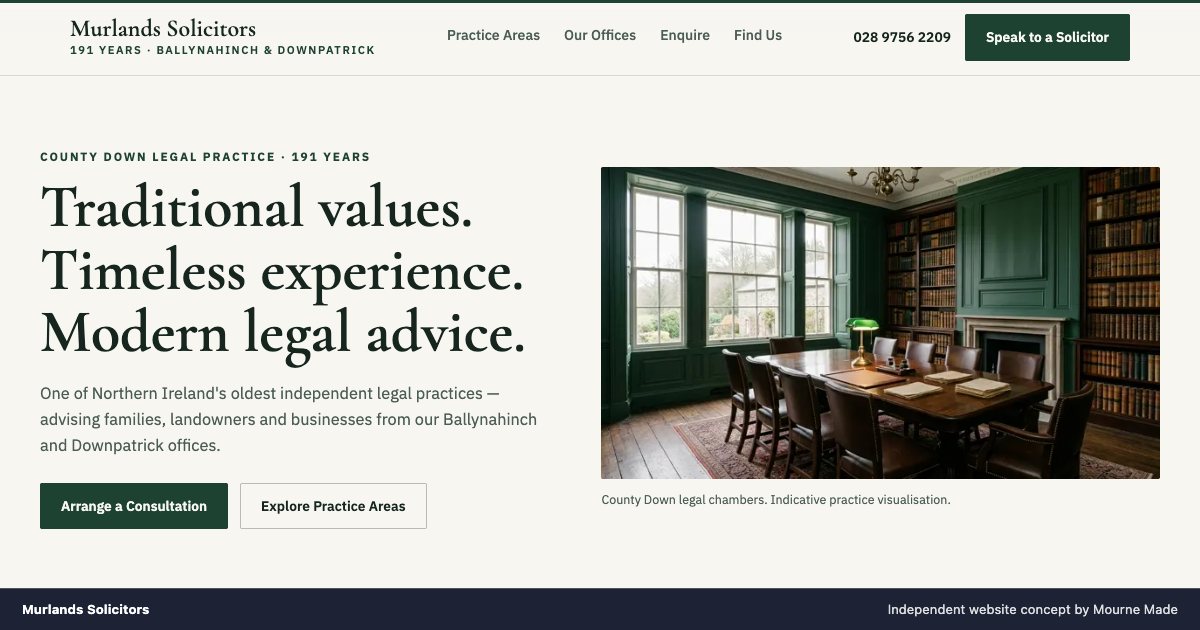 Murlands Solicitors
191 YEARS · BALLYNAHINCH & DOWNPATRICK
Practice Areas
Our Offices
Enquire
Find Us
028 9756 2209
Speak to a Solicitor
COUNTY DOWN LEGAL PRACTICE · 191 YEARS
Traditional values.
Timeless experience.
Modern legal advice.
One of Northern Ireland's oldest independent legal practices —
advising families, landowners and businesses from our Ballynahinch
and Downpatrick offices.
Arrange a Consultation
Explore Practice Areas
County Down legal chambers. Indicative practice visualisation.
Murlands Solicitors
Independent website concept by Mourne Made